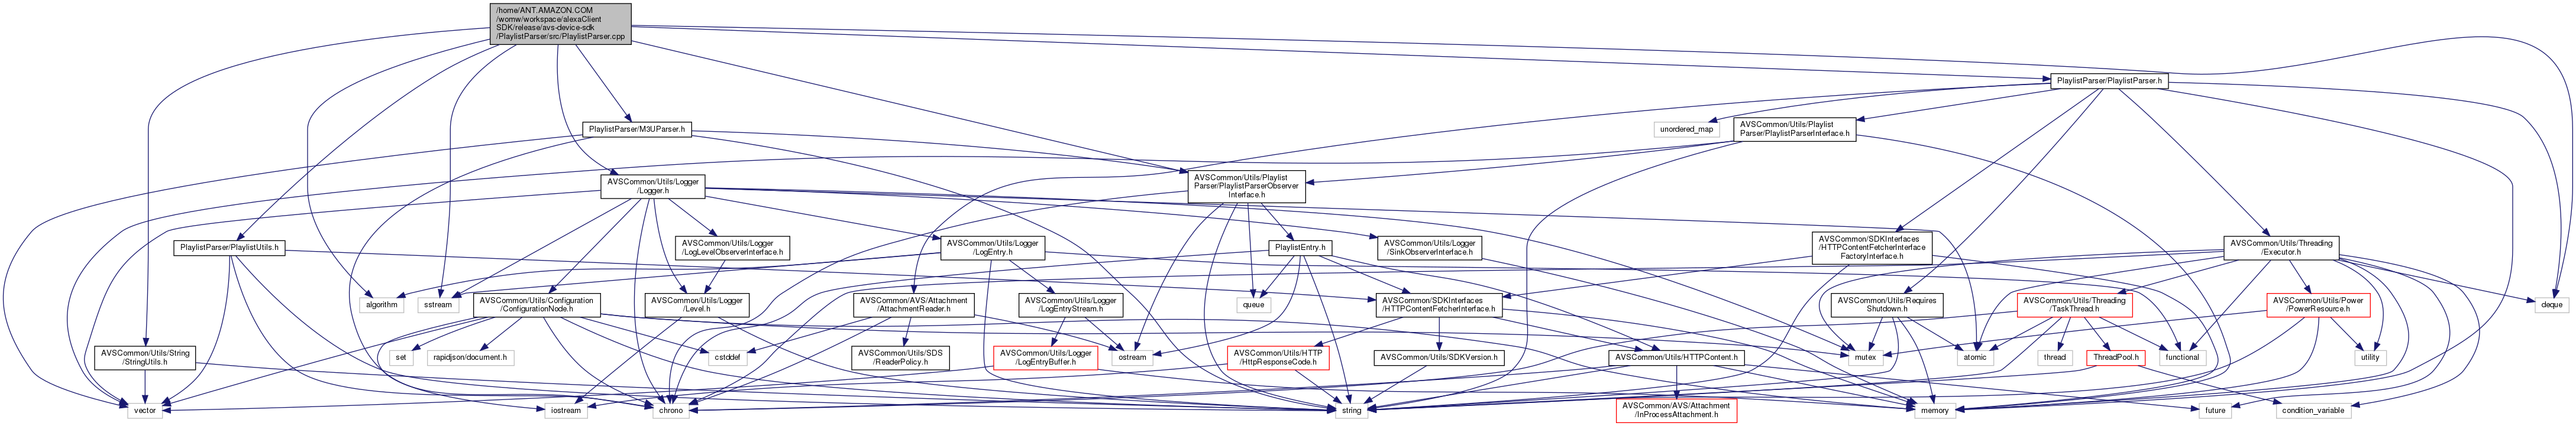 /home/ANT.AMAZON.COM
/womw/workspace/alexaClient
SDK/release/avs-device-sdk
/PlaylistParser/src/PlaylistParser.cpp
PlaylistParser/PlaylistParser.h
PlaylistParser/M3UParser.h
unordered_map
AVSCommon/Utils/Playlist
Parser/PlaylistParserInterface.h
AVSCommon/Utils/Logger
/Logger.h
AVSCommon/Utils/Playlist
Parser/PlaylistParserObserver
Interface.h
PlaylistParser/PlaylistUtils.h
AVSCommon/Utils/Logger
/LogLevelObserverInterface.h
AVSCommon/Utils/Logger
/LogEntry.h
PlaylistEntry.h
AVSCommon/Utils/Logger
/SinkObserverInterface.h
AVSCommon/SDKInterfaces
/HTTPContentFetcherInterface
FactoryInterface.h
AVSCommon/Utils/Threading
/Executor.h
algorithm
sstream
AVSCommon/Utils/Configuration
/ConfigurationNode.h
AVSCommon/Utils/Logger
/Level.h
AVSCommon/AVS/Attachment
/AttachmentReader.h
AVSCommon/Utils/Logger
/LogEntryStream.h
queue
AVSCommon/SDKInterfaces
/HTTPContentFetcherInterface.h
AVSCommon/Utils/Requires
Shutdown.h
AVSCommon/Utils/Threading
/TaskThread.h
AVSCommon/Utils/Power
/PowerResource.h
deque
AVSCommon/Utils/String
/StringUtils.h
set
rapidjson/document.h
cstddef
AVSCommon/Utils/SDS
/ReaderPolicy.h
AVSCommon/Utils/Logger
/LogEntryBuffer.h
ostream
AVSCommon/Utils/HTTP
/HttpResponseCode.h
AVSCommon/Utils/SDKVersion.h
AVSCommon/Utils/HTTPContent.h
mutex
atomic
thread
ThreadPool.h
functional
utility
vector
iostream
chrono
string
AVSCommon/AVS/Attachment
/InProcessAttachment.h
memory
future
condition_variable